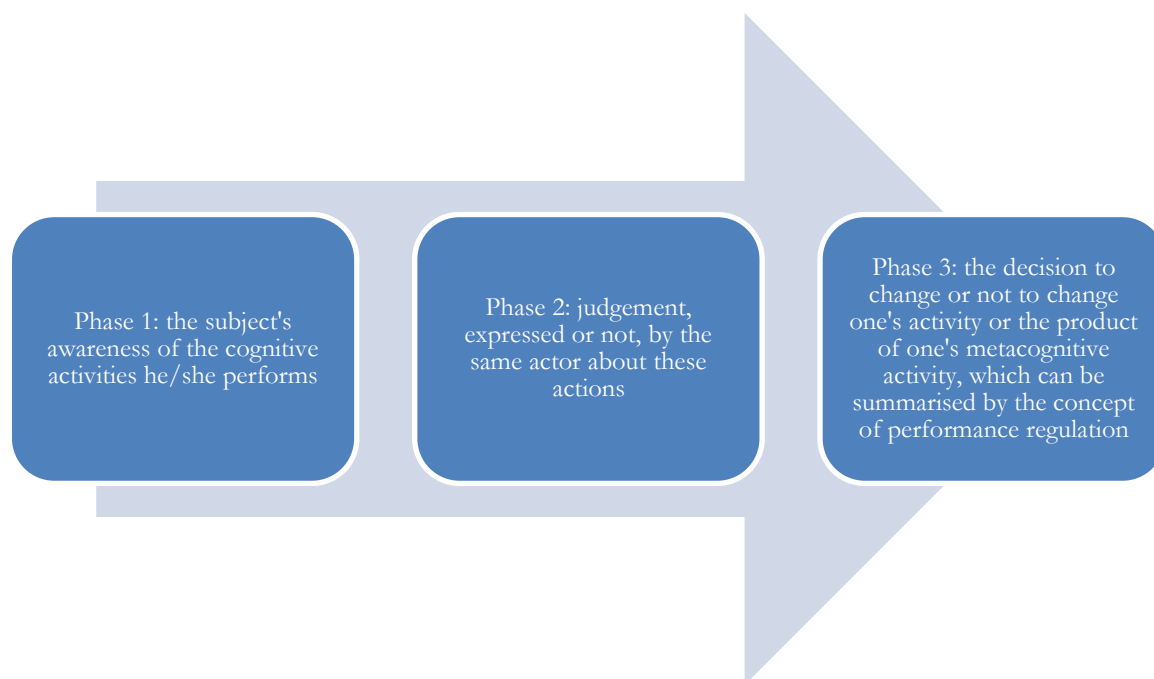 Phase 1: the subject's
awareness of the cognitive
activities he/she performs
Phase 2: judgement,
expressed or not, by the
same actor about these
actions
Phase 3: the decision to
change or not to change
one's activity or the product
of one's metacognitive
activity, which can be
summarised by the concept
of performance regulation